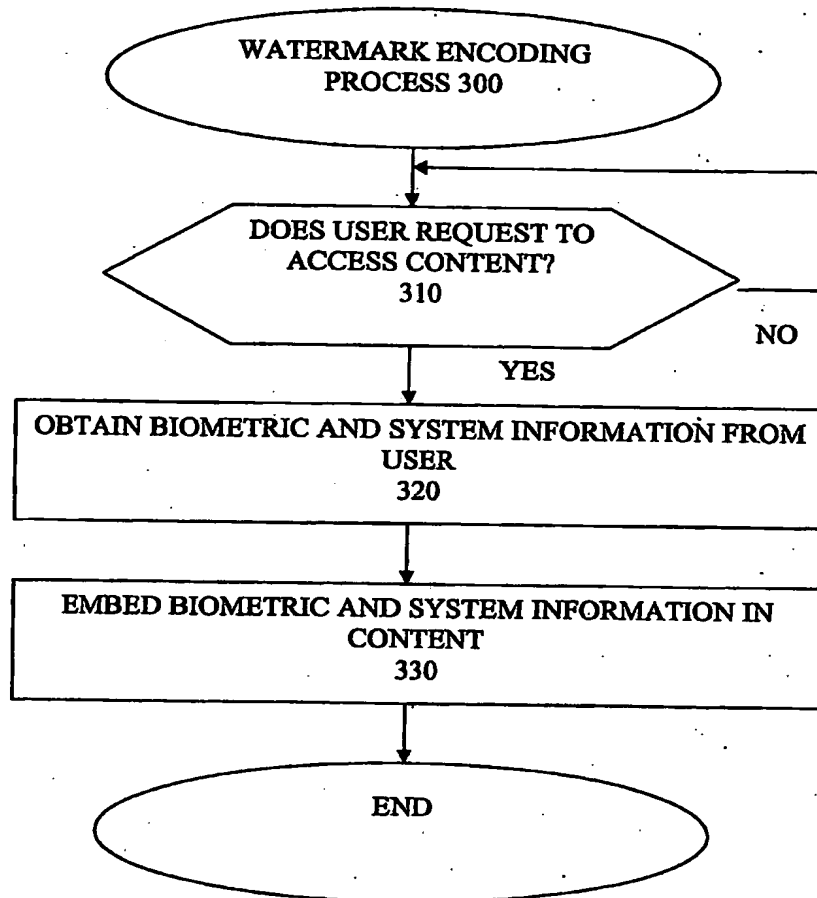 WATERMARK ENCODING
PROCESS 300
DOES USER REQUEST TO
ACCESS CONTENT?
310
NO
YES
OBTAIN BIOMETRIC AND SYSTEM INFORMATION FROM
USER
320
EMBED BIOMETRIC AND SYSTEM INFORMATION IN
CONTENT
330
END